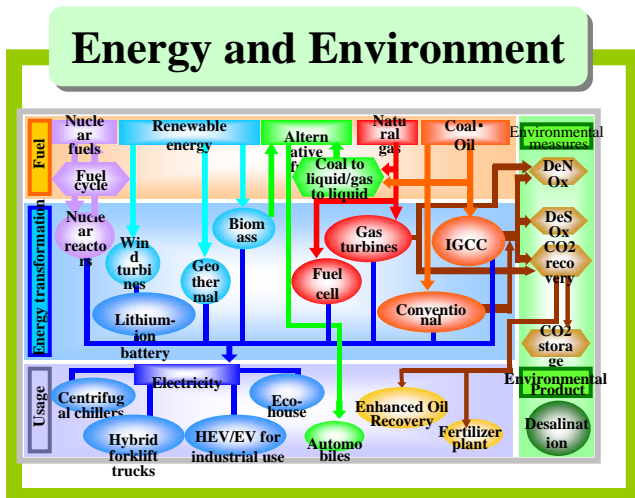 Energy and Environment
Fuel
Nucle
ar
fuels
Renewable
energy
Altern
ative
Natu
ral
gas
Coal・
Oil
Environmental
measures
Fuel
cycle
Coal to
liquid/gas
to liquid
DeN
Ox
Energy transformation
Nucle
ar
reacto
rs
Win
d
turbi
nes
Geo
ther
mal
Biom
ass
Gas
turbines
IGCC
DeS
Ox
CO2
reco
very
Fuel
cell
Conventio
nal
Lithium-
ion
battery
CO2
stora
ge
Usage
Electricity
Environmental
Product
Centrifug
al chillers
Eco-
house
Hybrid
forklift
trucks
HEV/EV for
industrial use
Automo
biles
Enhanced Oil
Recovery
Fertilizer
plant
Desalinat
ion